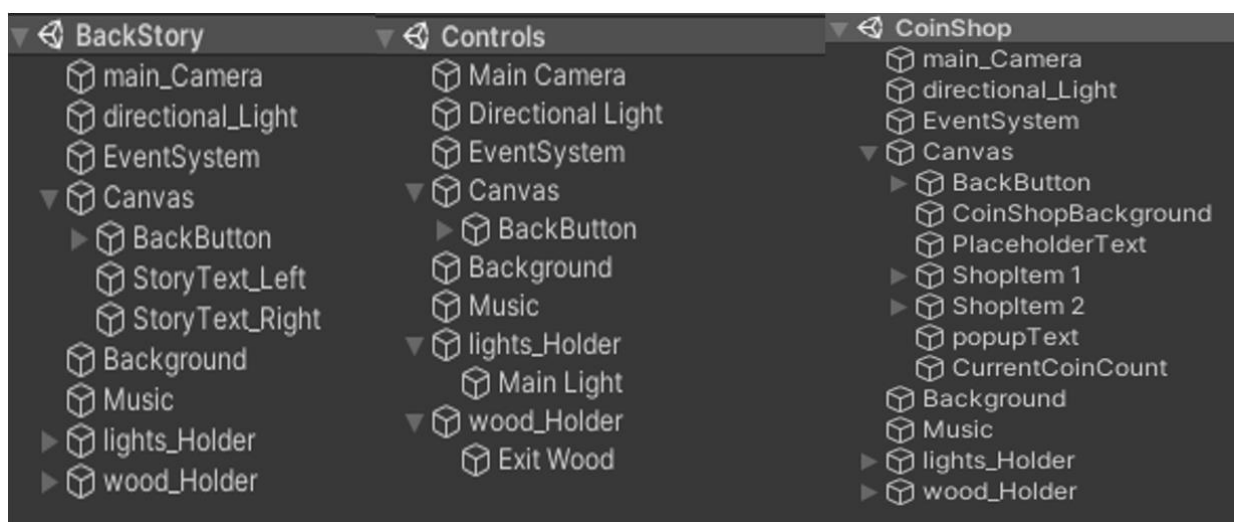 BackStory
main_Camera
directional_Light
EventSystem
Canvas
BackButton
StoryText_Left
StoryText_Right
Background
Music
lights_Holder
wood_Holder
Controls
Main Camera
Directional Light
EventSystem
Canvas
BackButton
Background
Music
lights_Holder
Main Light
wood_Holder
Exit Wood
CoinShop
main_Camera
directional_Light
EventSystem
Canvas
BackButton
CoinShopBackground
PlaceholderText
ShopItem 1
ShopItem 2
popupText
CurrentCoinCount
Background
Music
lights_Holder
wood_Holder